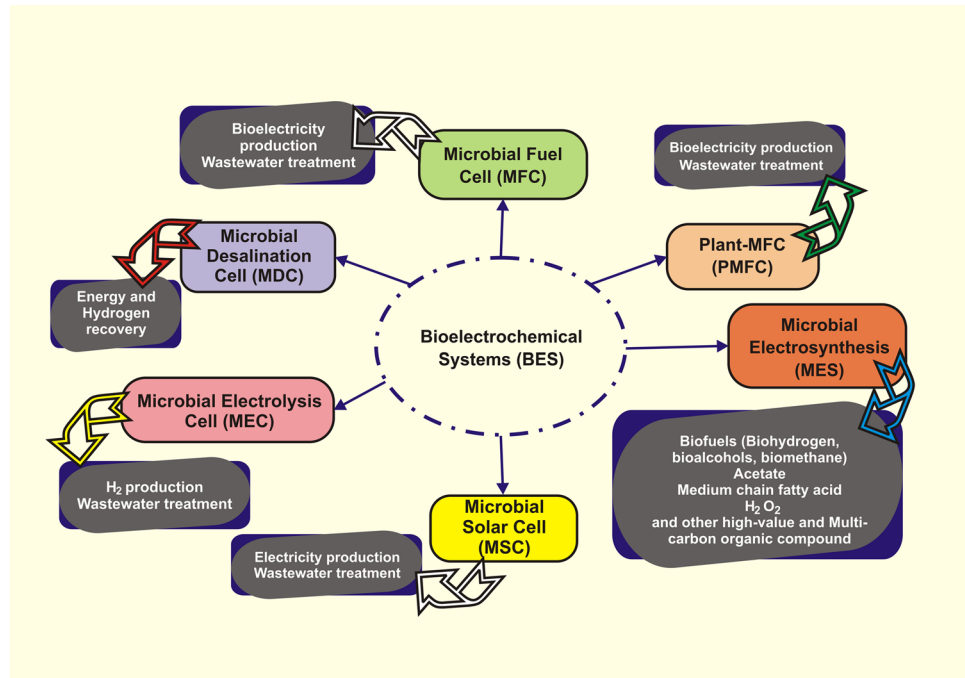 Bioelectricity
production
Wastewater treatment
Microbial Fuel
Cell (MFC)
Bioelectricity production
Wastewater treatment
Microbial
Desalination
Cell (MDC)
Plant-MFC
(PMFC)
Energy and
Hydrogen
recovery
Bioelectrochemical
Systems (BES)
Microbial
Electrosynthesis
(MES)
Microbial Electrolysis
Cell (MEC)
Biofuels (Biohydrogen,
bioalcohols, biomethane)
Acetate
Medium chain fatty acid
H₂ O₂
and other high-value and Multi-
carbon organic compound
H₂ production
Wastewater treatment
Microbial
Solar Cell
(MSC)
Electricity production
Wastewater treatment